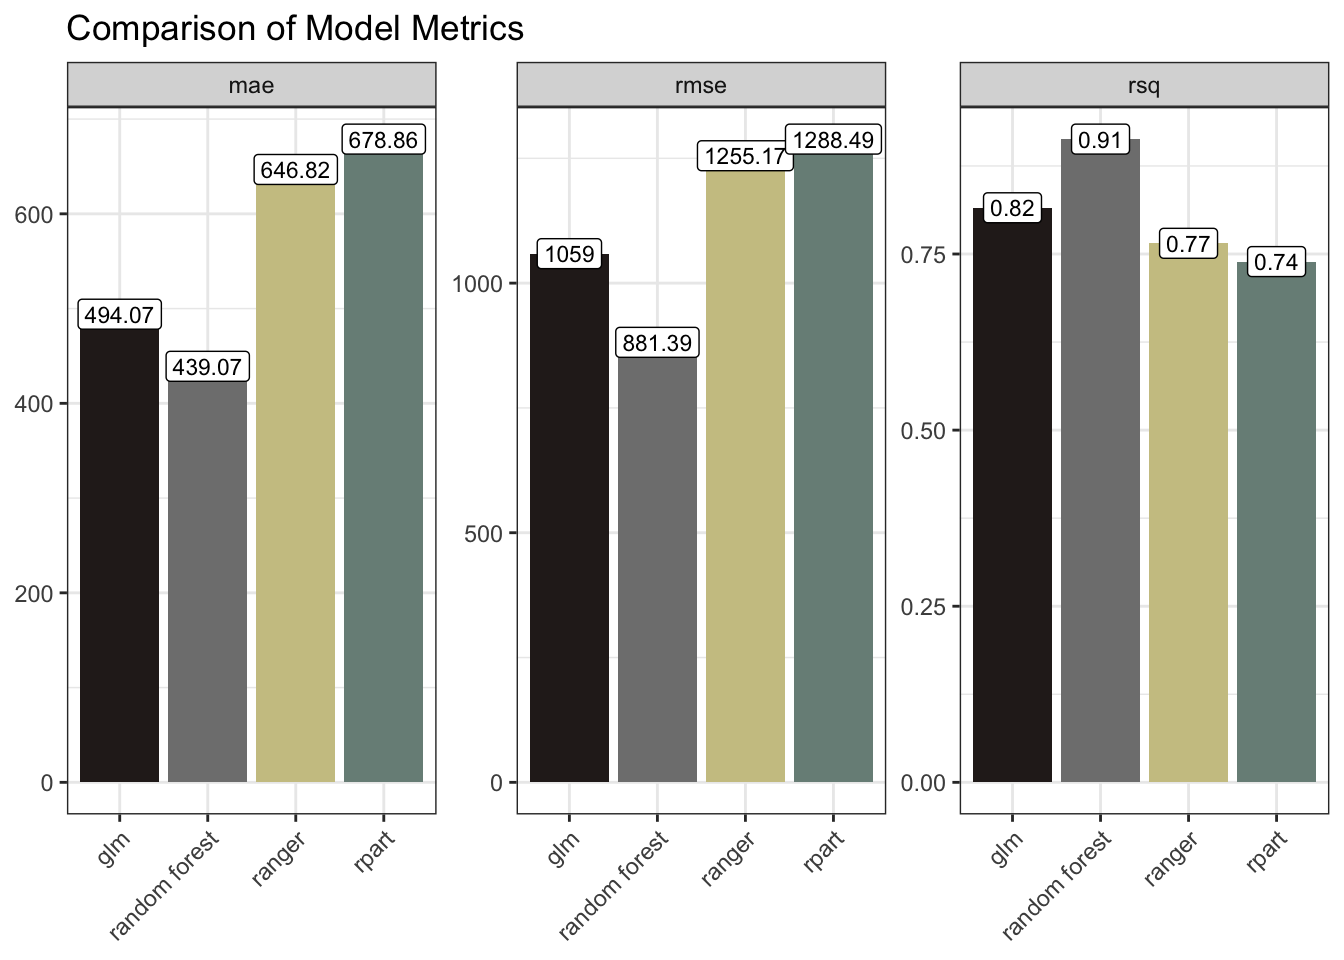 Comparison of Model Metrics
mae
678.86
646.82
600
494.07
439.07
400
200
0
glm
random forest
ranger
rpart
rmse
1288.49
1255.17
1059
1000
881.39
500
0
glm
random forest
ranger
rpart
rsq
0.91
0.82
0.77
0.75
0.74
0.50
0.25
0.00
glm
random forest
ranger
rpart